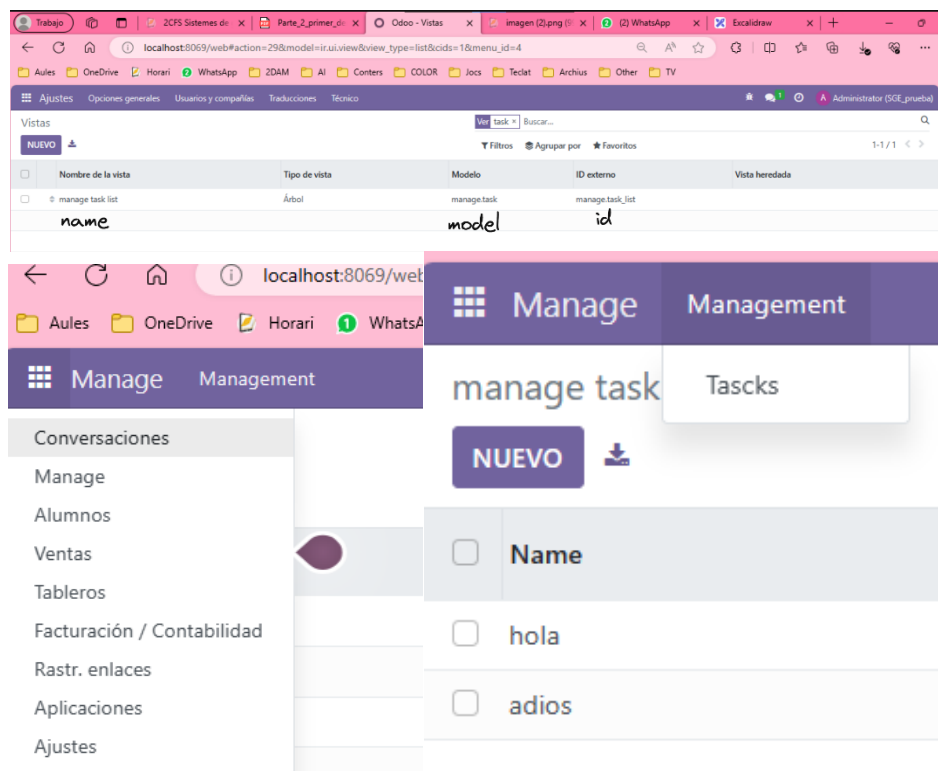 Trabajo 2CFS Sistemes de Parte_2_primer_de Odoo - Vistas imagen (2).png (9 (2) WhatsApp Excalidraw
localhost:8069/web#action=29&model=ir.ui.view&view_type=list&cids=1&menu_id=4
Aules OneDrive Horari WhatsApp 2DAM AI Conters COLOR Jocs Teclat Archius Other TV
Ajustes Opciones generales Usuarios y compañías Traducciones Técnico 1 A Administrator (SGE_prueba)
Vistas Ver task × Buscar...
NUEVO Filtros Agrupar por Favoritos 1-1 / 1
Nombre de la vista Tipo de vista Modelo ID externo Vista heredada
manage task list Árbol manage.task manage.task_list
name model id
localhost:8069/web
Aules OneDrive Horari WhatsA
Manage Management
Conversaciones
Manage
Alumnos
Ventas
Tableros
Facturación / Contabilidad
Rastr. enlaces
Aplicaciones
Ajustes
Manage Management
manage task Tascks
NUEVO
Name
hola
adios